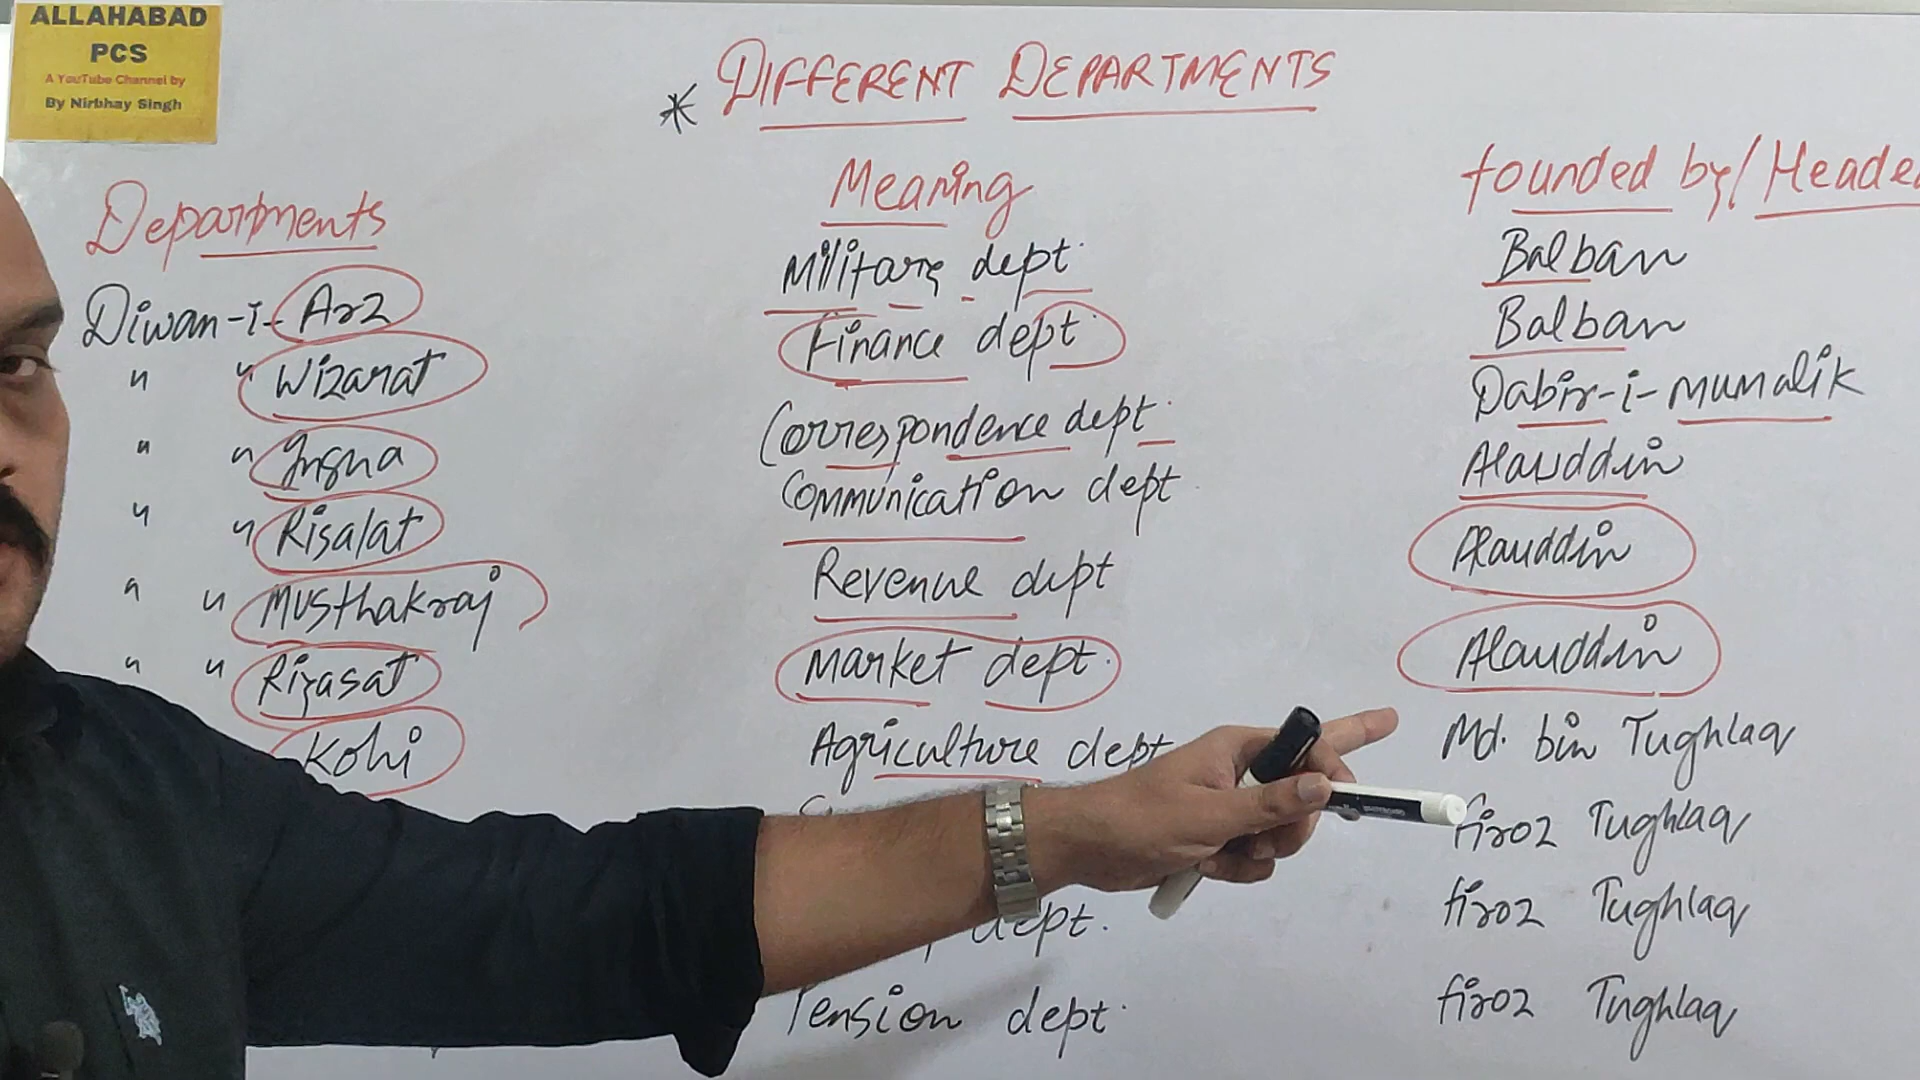 ALLAHABAD
PCS
A YouTube Channel by
By Nirbhay Singh
* DIFFERENT DEPARTMENTS
Departments Meaning founded by/Heade
Diwan-i-Arz Military dept. Balban
" " Wizarat Finance dept. Balban
" " Insha Correspondence dept. Dabir-i-mumalik
" " Risalat Communication dept. Alauddin
" " Musthakraj Revenue dept Alauddin
" " Riyasat Market dept. Alauddin
Kohi Agriculture dept Md. bin Tughlaq
firoz Tughlaq
dept. firoz Tughlaq
Pension dept. firoz Tughlaq